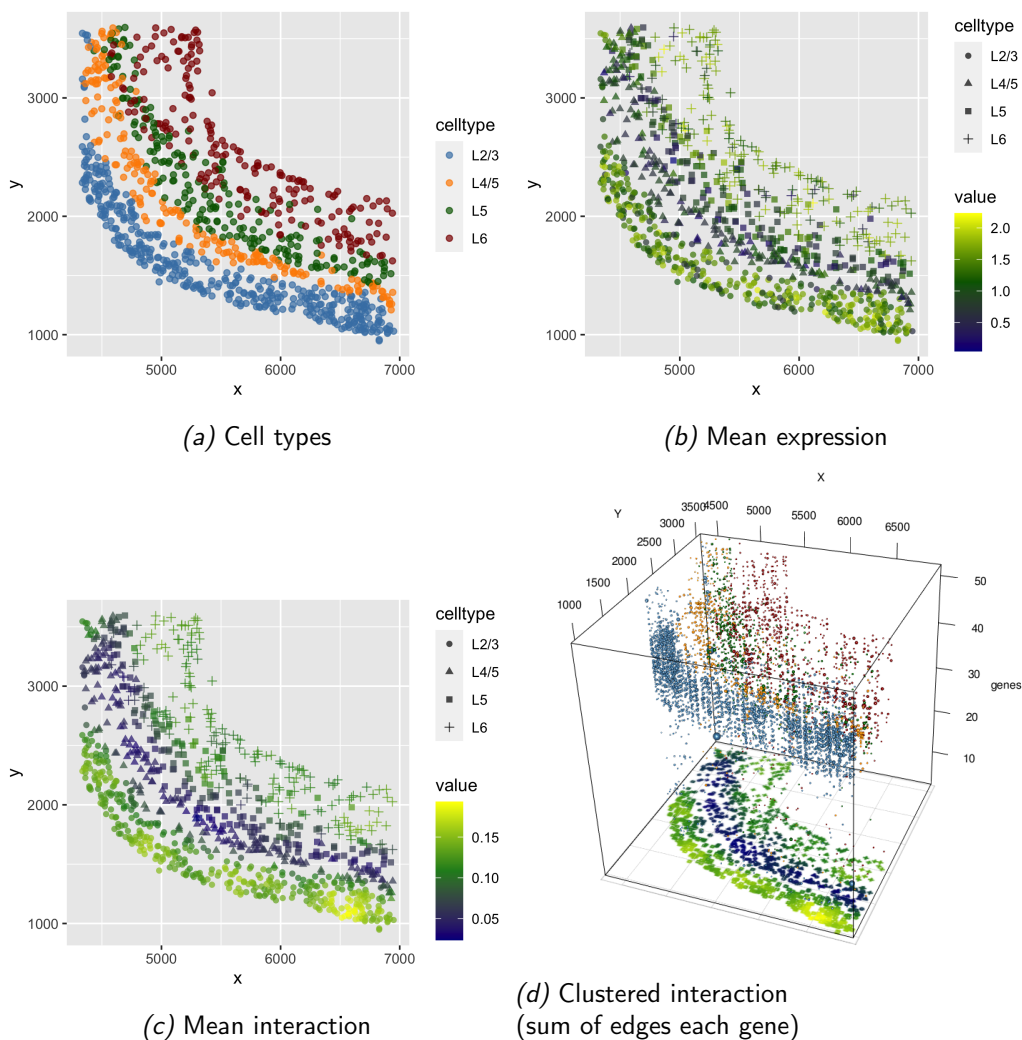 3000
2000
1000
y
5000
6000
7000
x
celltype
L2/3
L4/5
L5
L6
(a) Cell types
3000
2000
1000
y
5000
6000
7000
x
celltype
L2/3
L4/5
L5
L6
value
2.0
1.5
1.0
0.5
(b) Mean expression
3000
2000
1000
y
5000
6000
7000
x
celltype
L2/3
L4/5
L5
L6
value
0.15
0.10
0.05
(c) Mean interaction
X
4500
5000
5500
6000
6500
Y
3500
3000
2500
2000
1500
1000
50
40
30
genes
20
10
(d) Clustered interaction
(sum of edges each gene)